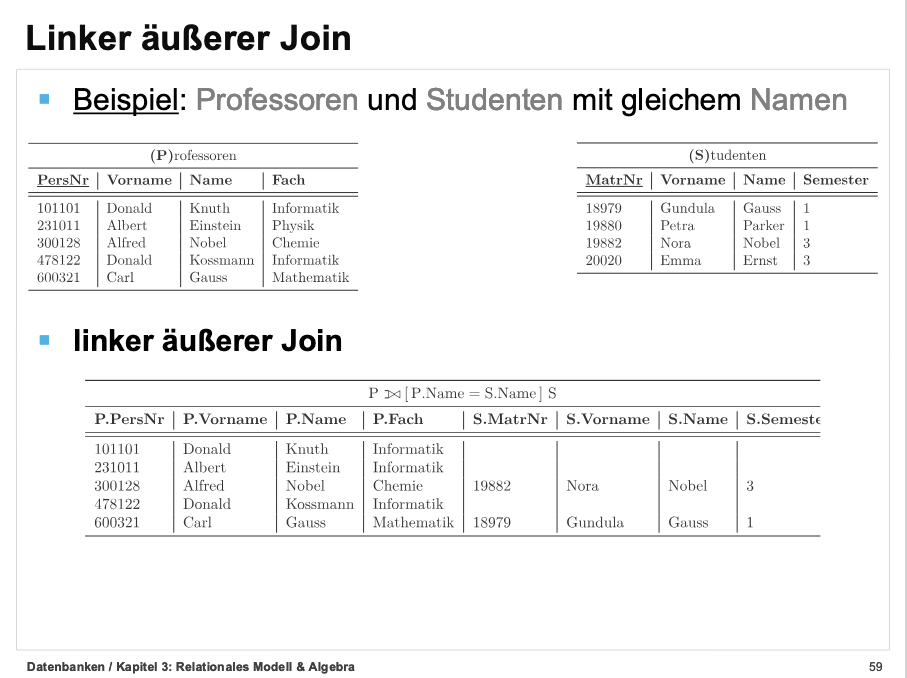 Linker äußerer Join
Beispiel: Professoren und Studenten mit gleichem Namen
(P)rofessoren
PersNr Vorname Name Fach
101101 Donald Knuth Informatik
231011 Albert Einstein Physik
300128 Alfred Nobel Chemie
478122 Donald Kossmann Informatik
600321 Carl Gauss Mathematik
(S)tudenten
MatrNr Vorname Name Semester
18979 Gundula Gauss 1
19880 Petra Parker 1
19882 Nora Nobel 3
20020 Emma Ernst 3
linker äußerer Join
P ⟕ [ P.Name = S.Name ] S
P.PersNr P.Vorname P.Name P.Fach S.MatrNr S.Vorname S.Name S.Semeste
101101 Donald Knuth Informatik
231011 Albert Einstein Informatik
300128 Alfred Nobel Chemie 19882 Nora Nobel 3
478122 Donald Kossmann Informatik
600321 Carl Gauss Mathematik 18979 Gundula Gauss 1
Datenbanken / Kapitel 3: Relationales Modell & Algebra
59